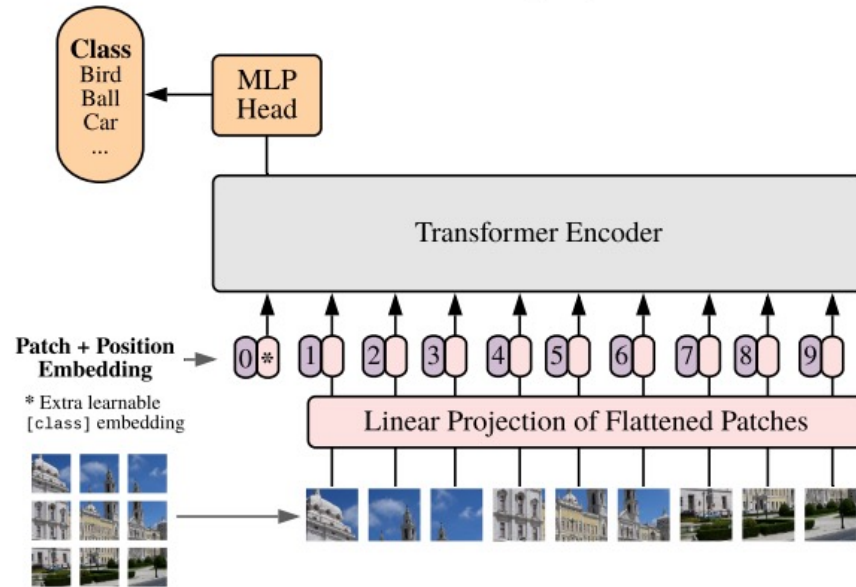 Class
Bird
Ball
Car
...
MLP
Head
Transformer Encoder
Patch + Position
Embedding
0 * 1 2 3 4 5 6 7 8 9
* Extra learnable
[class] embedding
Linear Projection of Flattened Patches